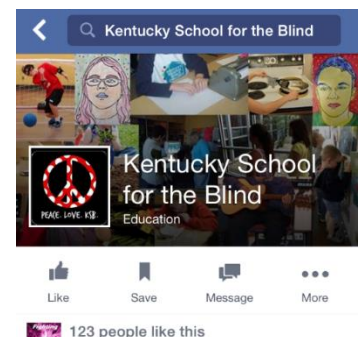 Kentucky School for the Blind
Kentucky School
for the Blind
Education
PEACE. LOVE. KSB.
Like
Save
Message
More
123 people like this